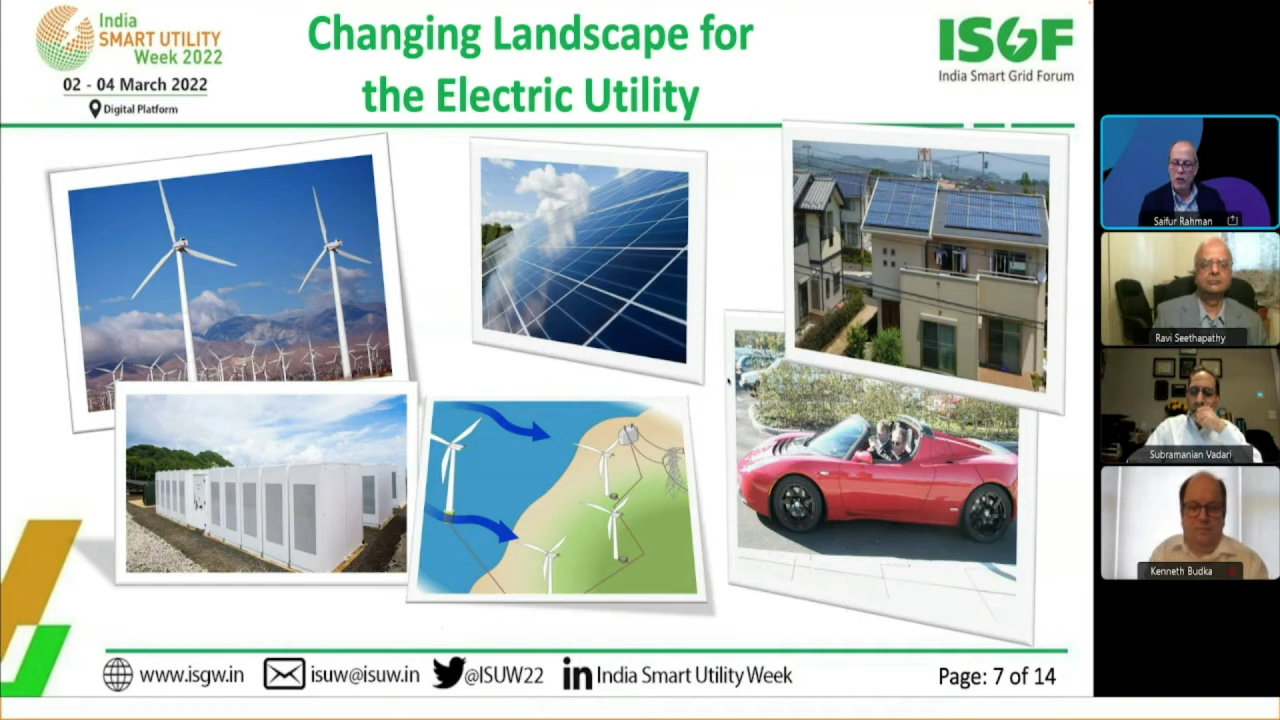 India
SMART UTILITY
Week 2022
02 - 04 March 2022
Digital Platform
Changing Landscape for
the Electric Utility
ISGF
India Smart Grid Forum
Saifur Rahman
Ravi Seethapathy
Subramanian Vadari
Kenneth Budka
www.isgw.in
isuw@isuw.in
@ISUW22
in India Smart Utility Week
Page: 7 of 14